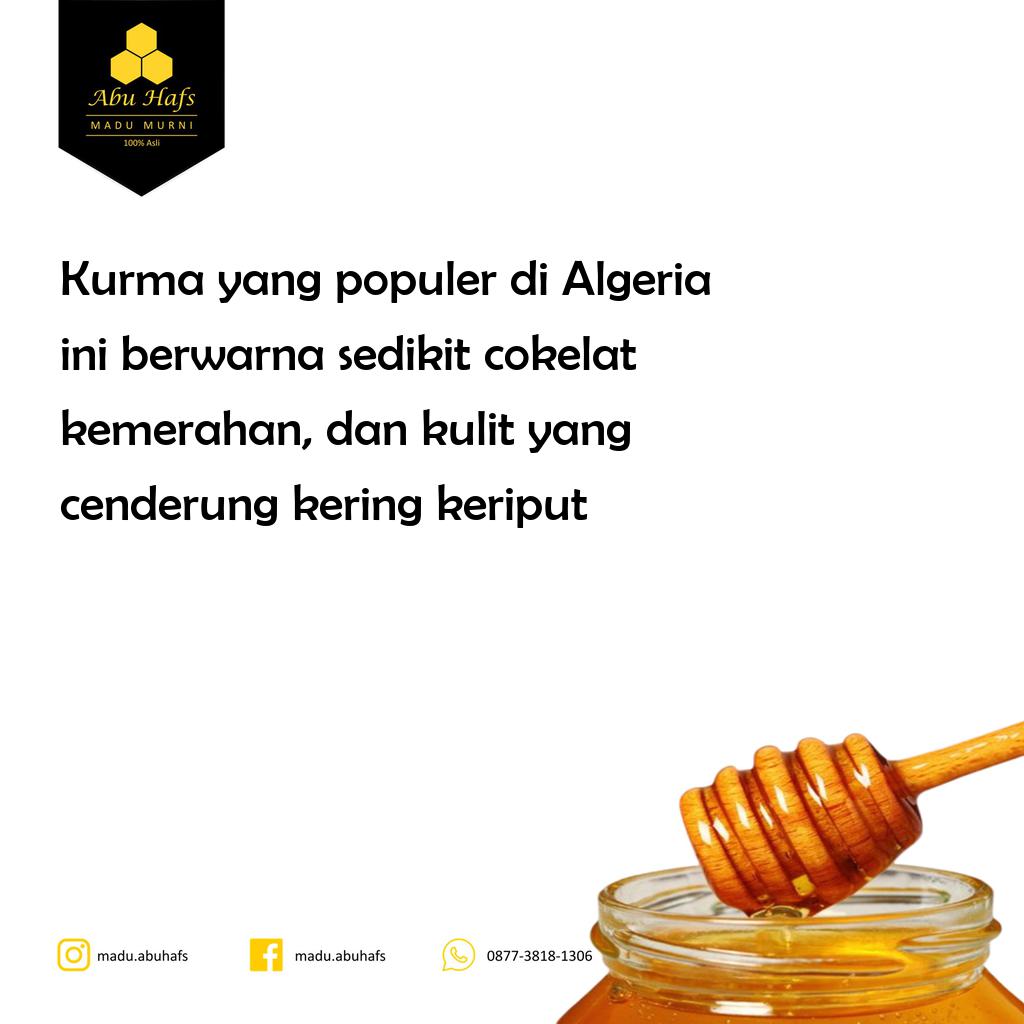 Abu Hafs
MADU MURNI
100% Asli
Kurma yang populer di Algeria
ini berwarna sedikit cokelat
kemerahan, dan kulit yang
cenderung kering keriput
madu.abuhafs
madu.abuhafs
0877-3818-1306